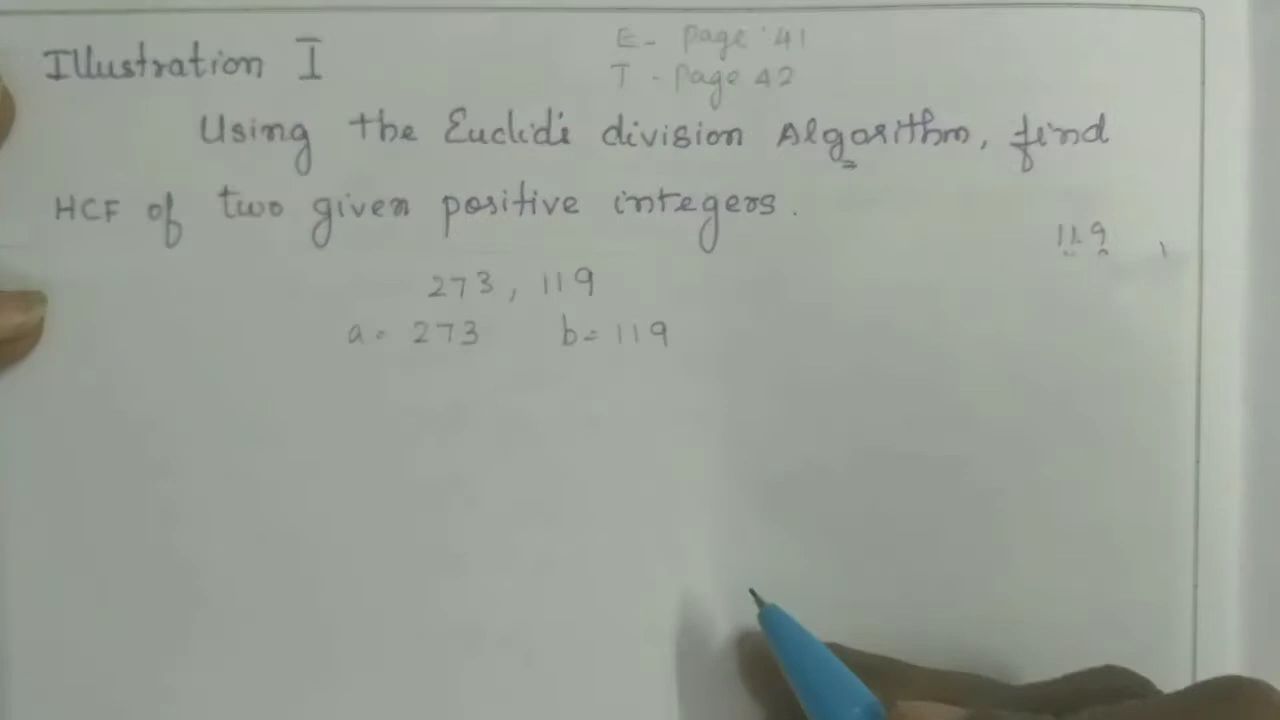 Illustration I
E- page 41
T - page 42
Using the Euclid's division Algorithm, find
HCF of two given positive integers.
119
273, 119
a = 273 b = 119